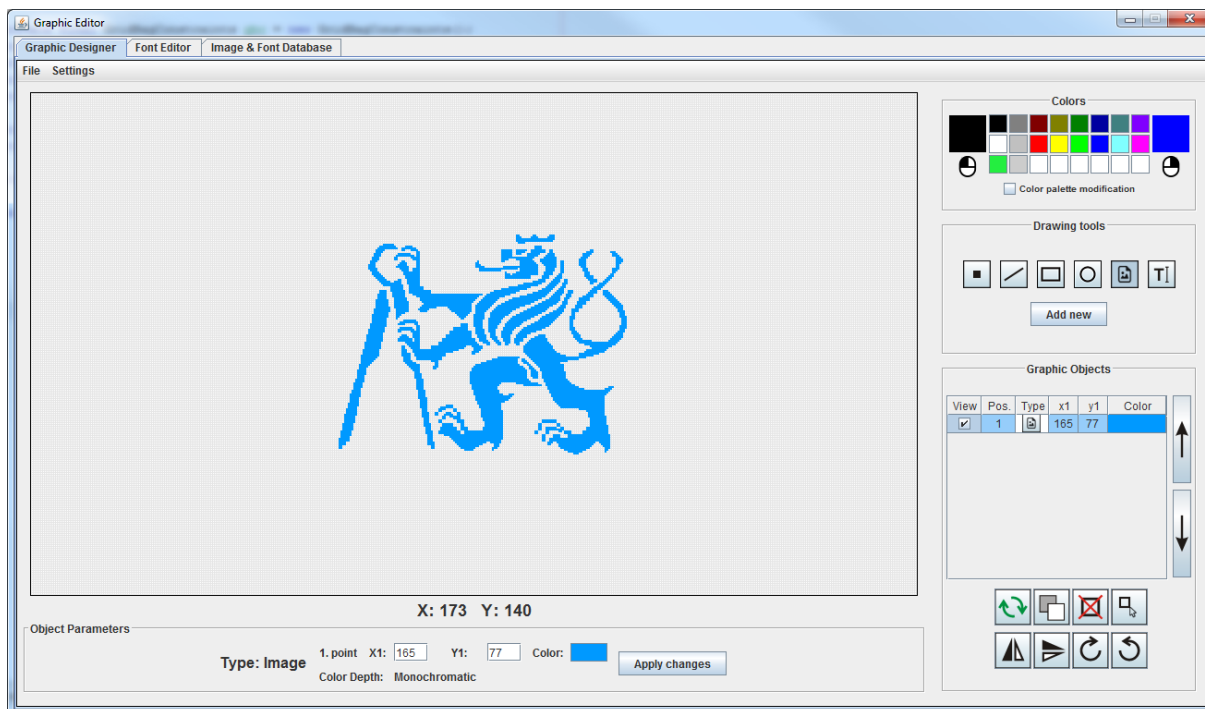 Graphic Editor
Graphic Designer Font Editor Image & Font Database
File Settings
Colors
Color palette modification
Drawing tools
T
Add new
Graphic Objects
View Pos. Type x1 y1 Color
1 165 77
X: 173 Y: 140
Object Parameters
Type: Image
1. point X1: 165 Y1: 77 Color:
Color Depth: Monochromatic
Apply changes